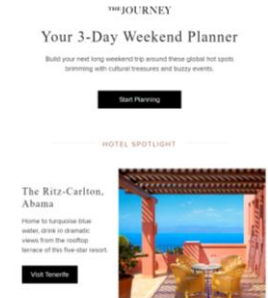 THE JOURNEY
Your 3-Day Weekend Planner
Build your next long weekend trip around these global hot spots
brimming with cultural treasures and buzzy events.
Start Planning
HOTEL SPOTLIGHT
The Ritz-Carlton,
Abama
Home to turquoise blue
water, drink in dramatic
views from the rooftop
terrace of this five-star resort.
Visit Tenerife